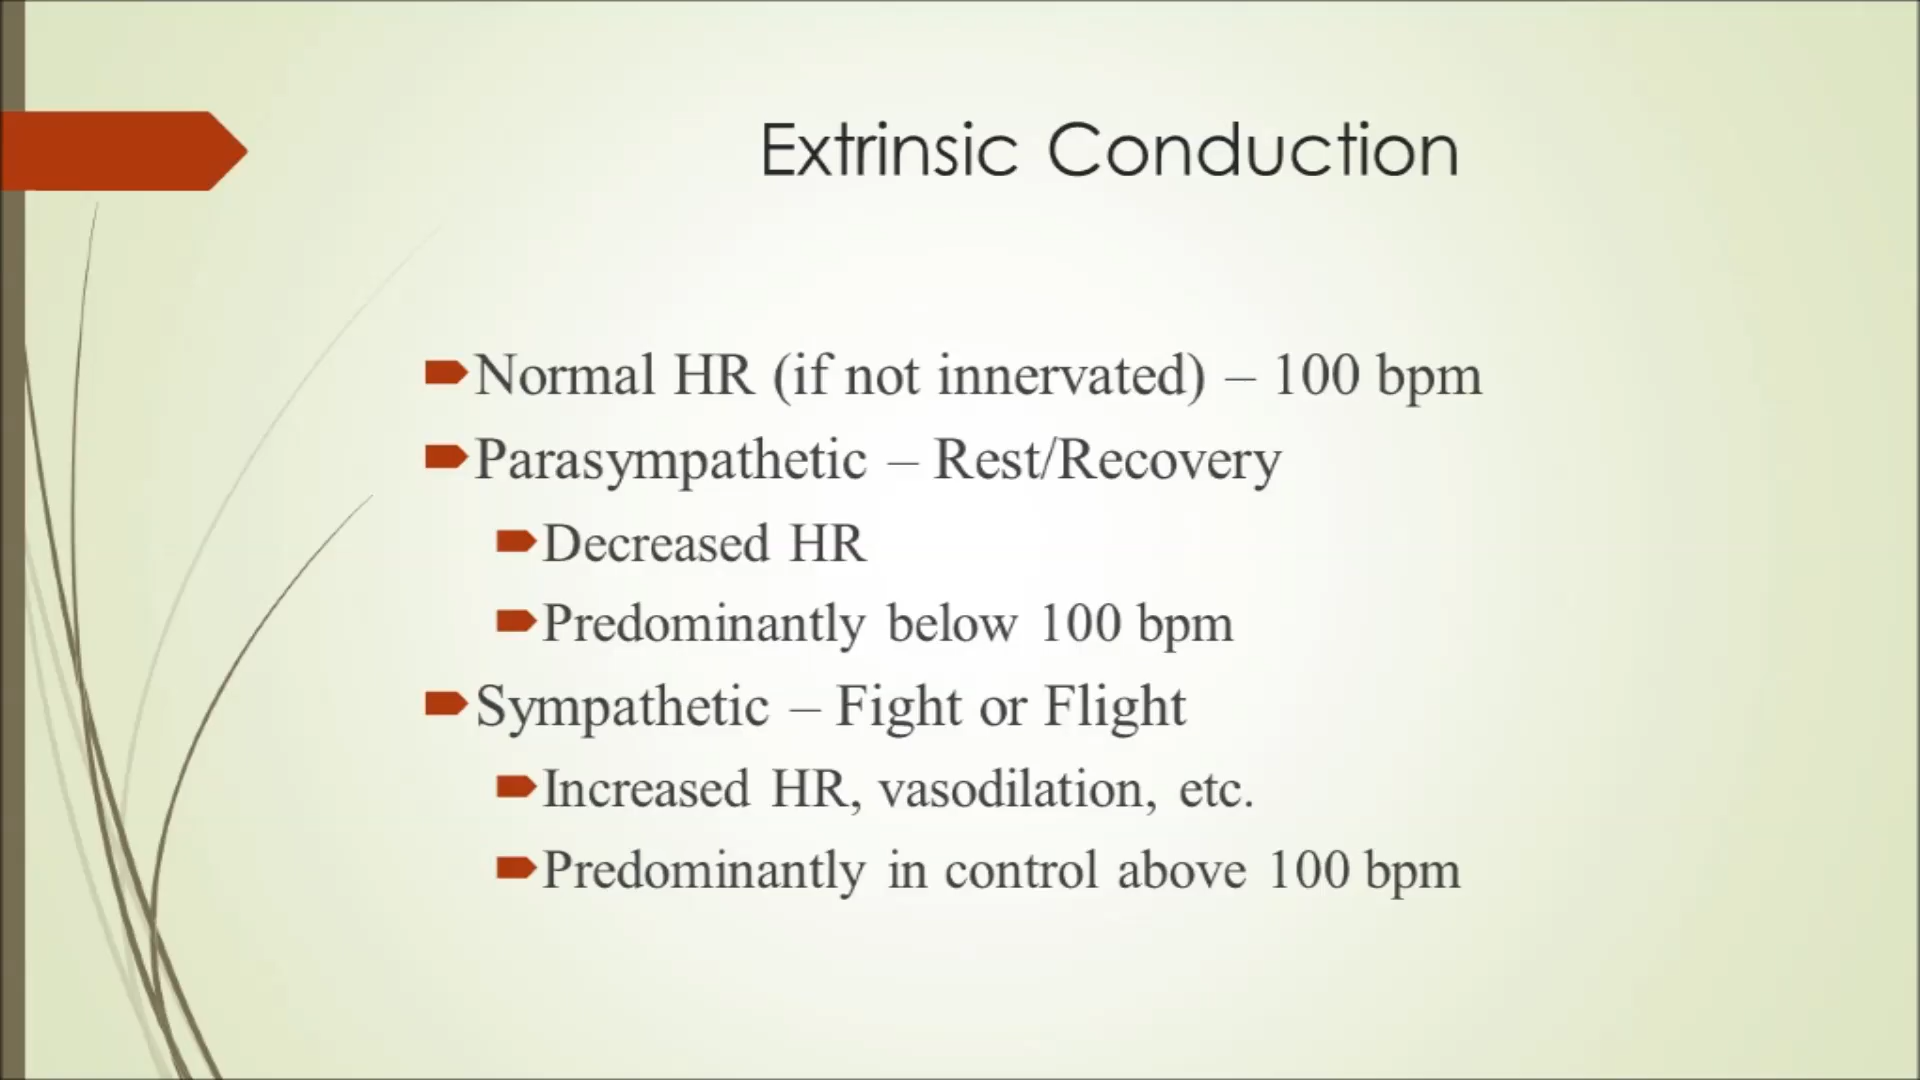 Extrinsic Conduction
Normal HR (if not innervated) – 100 bpm
Parasympathetic – Rest/Recovery
Decreased HR
Predominantly below 100 bpm
Sympathetic – Fight or Flight
Increased HR, vasodilation, etc.
Predominantly in control above 100 bpm